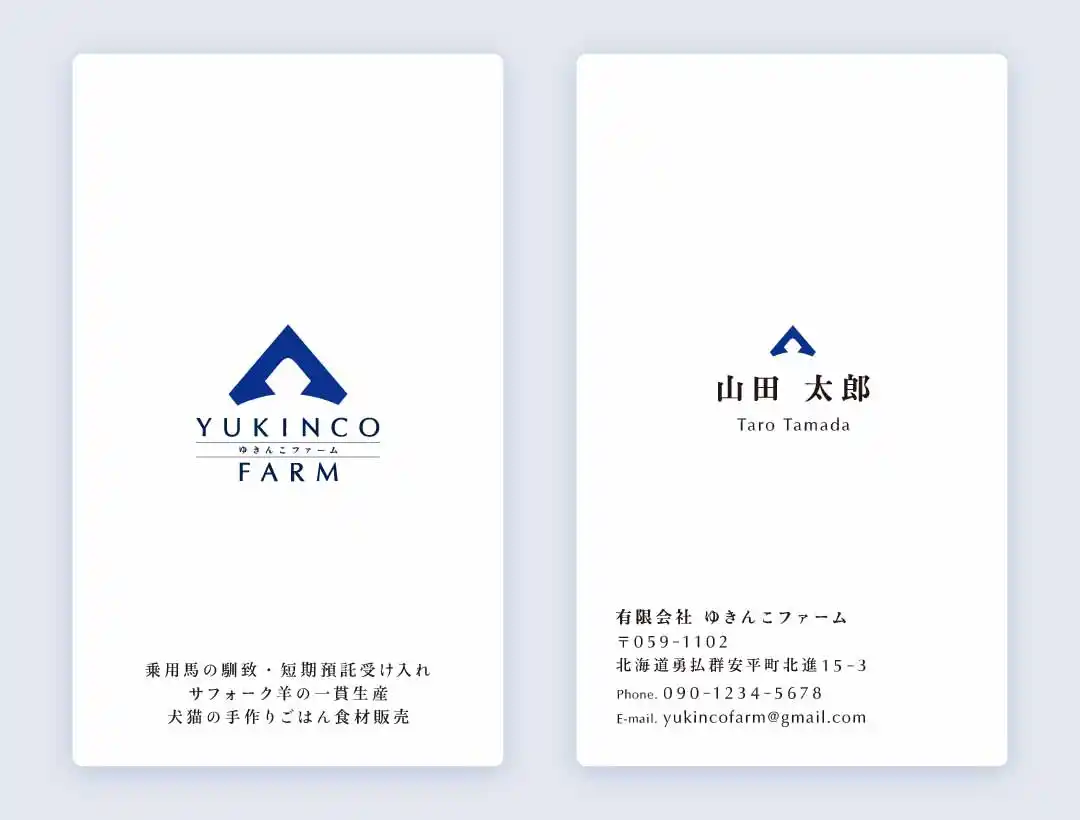 YUKINCO
ゆきんこファーム
FARM
乗用馬の馴致・短期預託受け入れ
サフォーク羊の一貫生産
犬猫の手作りごはん食材販売
山田 太郎
Taro Tamada
有限会社 ゆきんこファーム
〒059-1102
北海道勇払群安平町北進15-3
Phone. 090-1234-5678
E-mail. yukincofarm@gmail.com